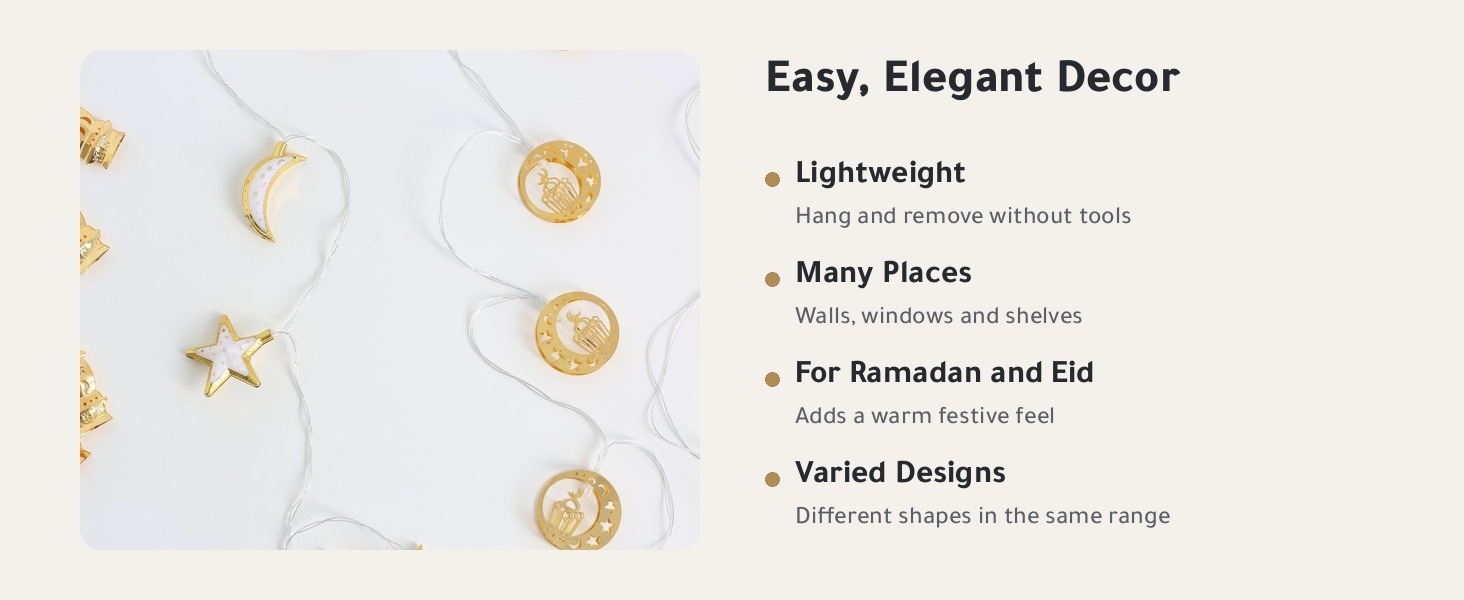 Easy, Elegant Decor
Lightweight
Hang and remove without tools
Many Places
Walls, windows and shelves
For Ramadan and Eid
Adds a warm festive feel
Varied Designs
Different shapes in the same range